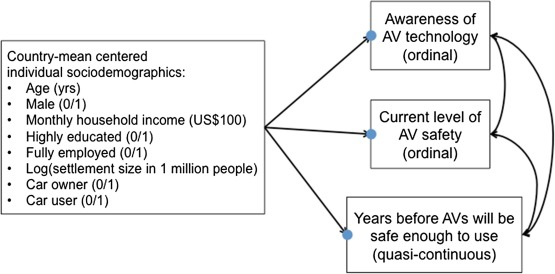 Country-mean centered
individual sociodemographics:
• Age (yrs)
• Male (0/1)
• Monthly household income (US$100)
• Highly educated (0/1)
• Fully employed (0/1)
• Log(settlement size in 1 million people)
• Car owner (0/1)
• Car user (0/1)
Awareness of
AV technology
(ordinal)
Current level of
AV safety
(ordinal)
Years before AVs will be
safe enough to use
(quasi-continuous)